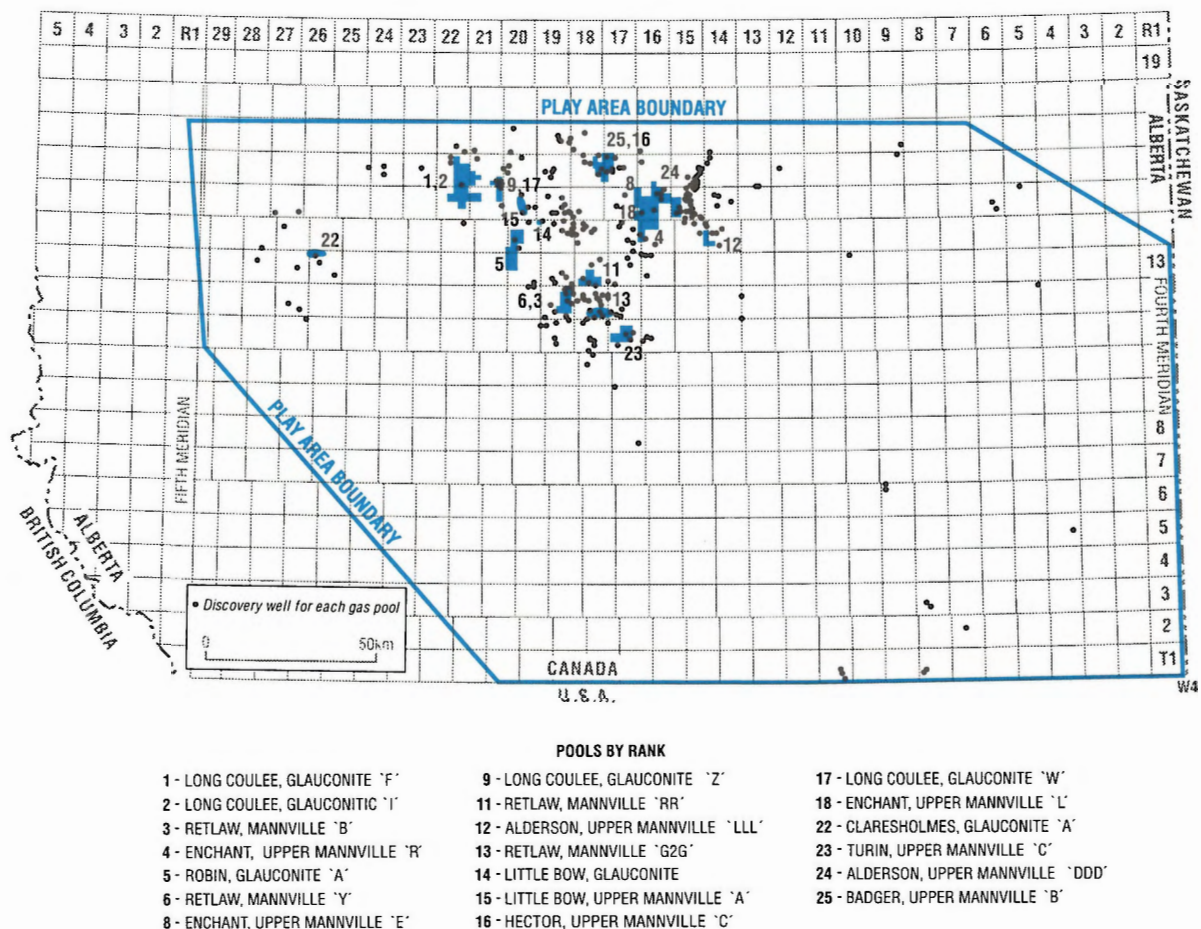 5 4 3 2 R1 29 28 27 26 25 24 23 22 21 20 19 18 17 16 15 14 13 12 11 10 9 8 7 6 5 4 3 2 R1
19
SASKATCHEWAN
ALBERTA
PLAY AREA BOUNDARY
25,16
24
1,2
8
9,17
18
15
14
4
12
22
5
13
11
6,3
13
23
FOURTH MERIDIAN
FIFTH MERIDIAN
PLAY AREA BOUNDARY
8
7
6
5
4
3
2
T1
W4
ALBERTA
BRITISH COLUMBIA
Discovery well for each gas pool
0 50km
CANADA
U.S.A.
POOLS BY RANK
1 - LONG COULEE, GLAUCONITE `F´
2 - LONG COULEE, GLAUCONITIC `I´
3 - RETLAW, MANNVILLE `B´
4 - ENCHANT, UPPER MANNVILLE `R´
5 - ROBIN, GLAUCONITE `A´
6 - RETLAW, MANNVILLE `Y´
8 - ENCHANT, UPPER MANNVILLE `E´
9 - LONG COULEE, GLAUCONITE `Z´
11 - RETLAW, MANNVILLE `RR´
12 - ALDERSON, UPPER MANNVILLE `LLL´
13 - RETLAW, MANNVILLE `G2G´
14 - LITTLE BOW, GLAUCONITE
15 - LITTLE BOW, UPPER MANNVILLE `A´
16 - HECTOR, UPPER MANNVILLE `C´
17 - LONG COULEE, GLAUCONITE `W´
18 - ENCHANT, UPPER MANNVILLE `L´
22 - CLARESHOLMES, GLAUCONITE `A´
23 - TURIN, UPPER MANNVILLE `C´
24 - ALDERSON, UPPER MANNVILLE `DDD´
25 - BADGER, UPPER MANNVILLE `B´